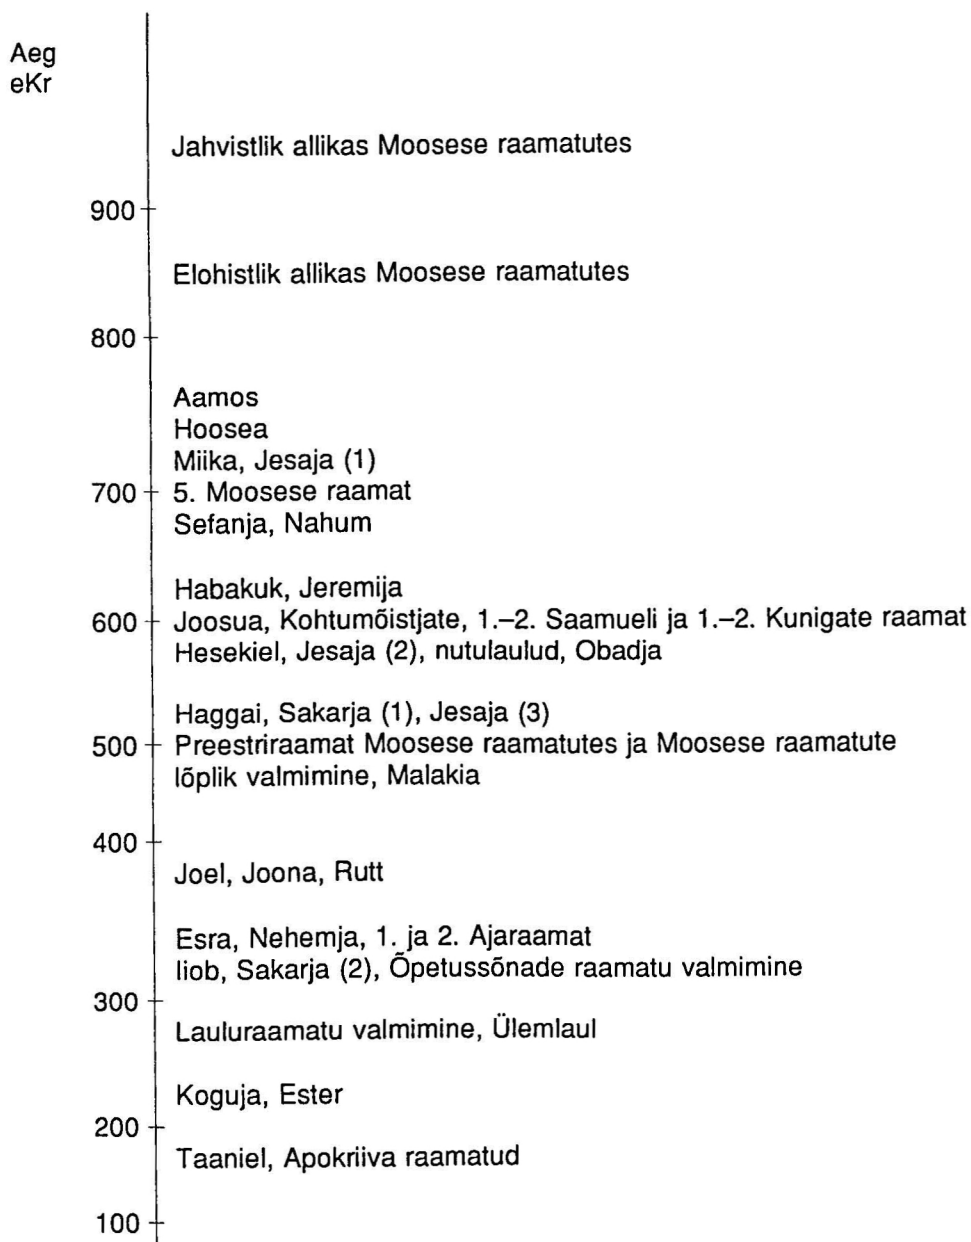 Aeg
eKr
Jahvistlik allikas Moosese raamatutes
900
Elohistlik allikas Moosese raamatutes
800
Aamos
Hoosea
Miika, Jesaja (1)
700 5. Moosese raamat
Sefanja, Nahum
Habakuk, Jeremija
600 Joosua, Kohtumõistjate, 1.–2. Saamueli ja 1.–2. Kunigate raamat
Hesekiel, Jesaja (2), nutulaulud, Obadja
Haggai, Sakarja (1), Jesaja (3)
500 Preestriraamat Moosese raamatutes ja Moosese raamatute
lõplik valmimine, Malakia
400
Joel, Joona, Rutt
Esra, Nehemja, 1. ja 2. Ajaraamat
Iiob, Sakarja (2), Õpetussõnade raamatu valmimine
300
Lauluraamatu valmimine, Ülemlaul
Koguja, Ester
200
Taaniel, Apokriiva raamatud
100